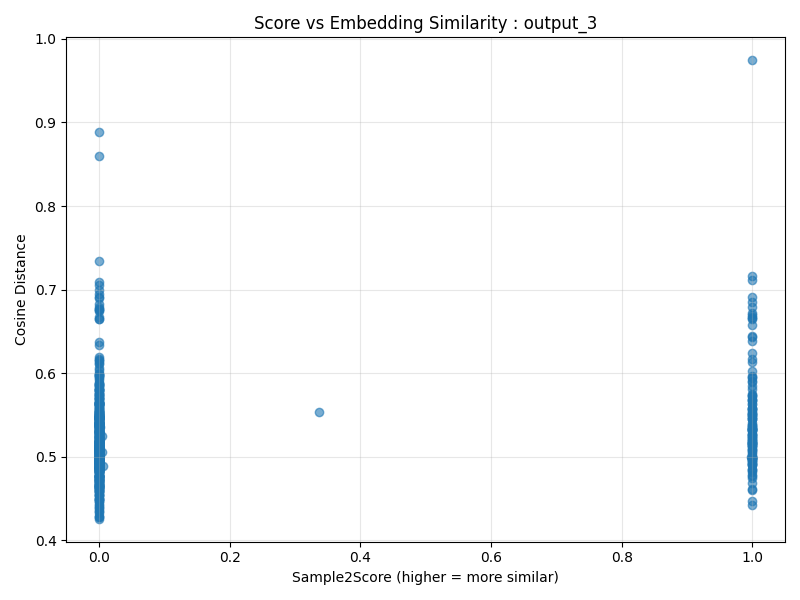 Score vs Embedding Similarity : output_3
Cosine Distance
1.0
0.9
0.8
0.7
0.6
0.5
0.4
0.0 0.2 0.4 0.6 0.8 1.0
Sample2Score (higher = more similar)